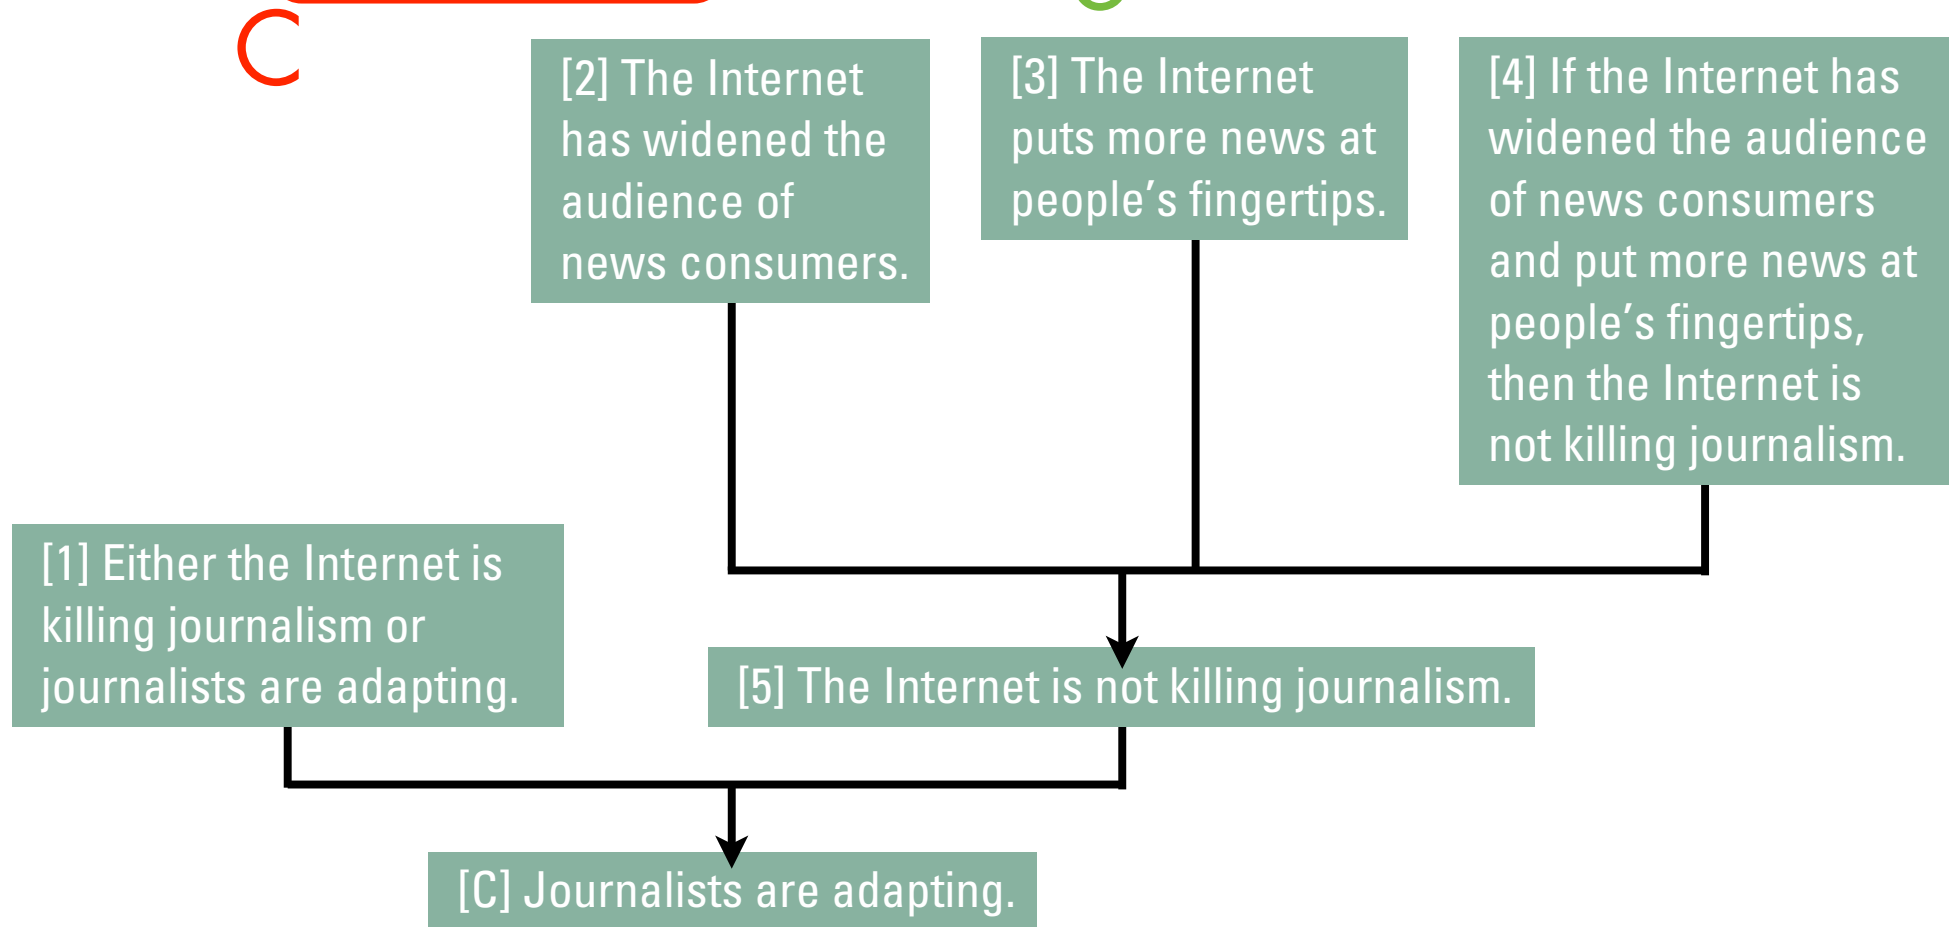 [2] The Internet
has widened the
audience of
news consumers.
[3] The Internet
puts more news at
people’s fingertips.
[4] If the Internet has
widened the audience
of news consumers
and put more news at
people’s fingertips,
then the Internet is
not killing journalism.
[1] Either the Internet is
killing journalism or
journalists are adapting.
[5] The Internet is not killing journalism.
[C] Journalists are adapting.